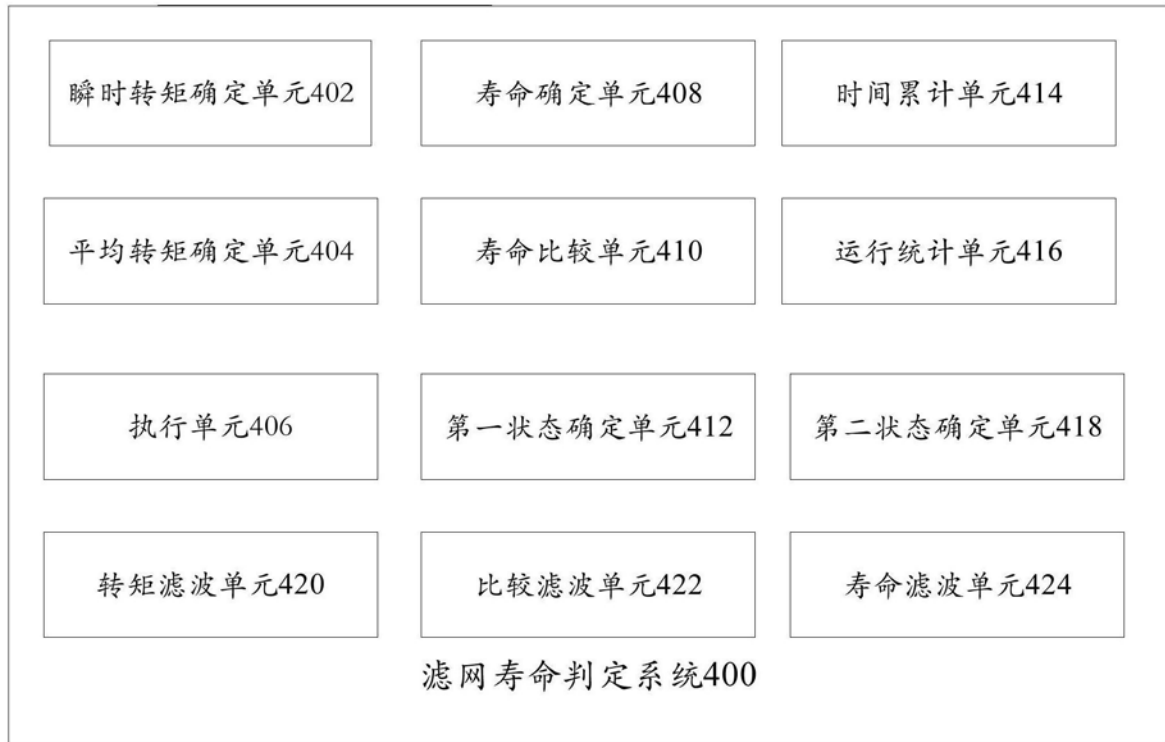 瞬时转矩确定单元402
寿命确定单元408
时间累计单元414
平均转矩确定单元404
寿命比较单元410
运行统计单元416
执行单元406
第一状态确定单元412
第二状态确定单元418
转矩滤波单元420
比较滤波单元422
寿命滤波单元424
滤网寿命判定系统400